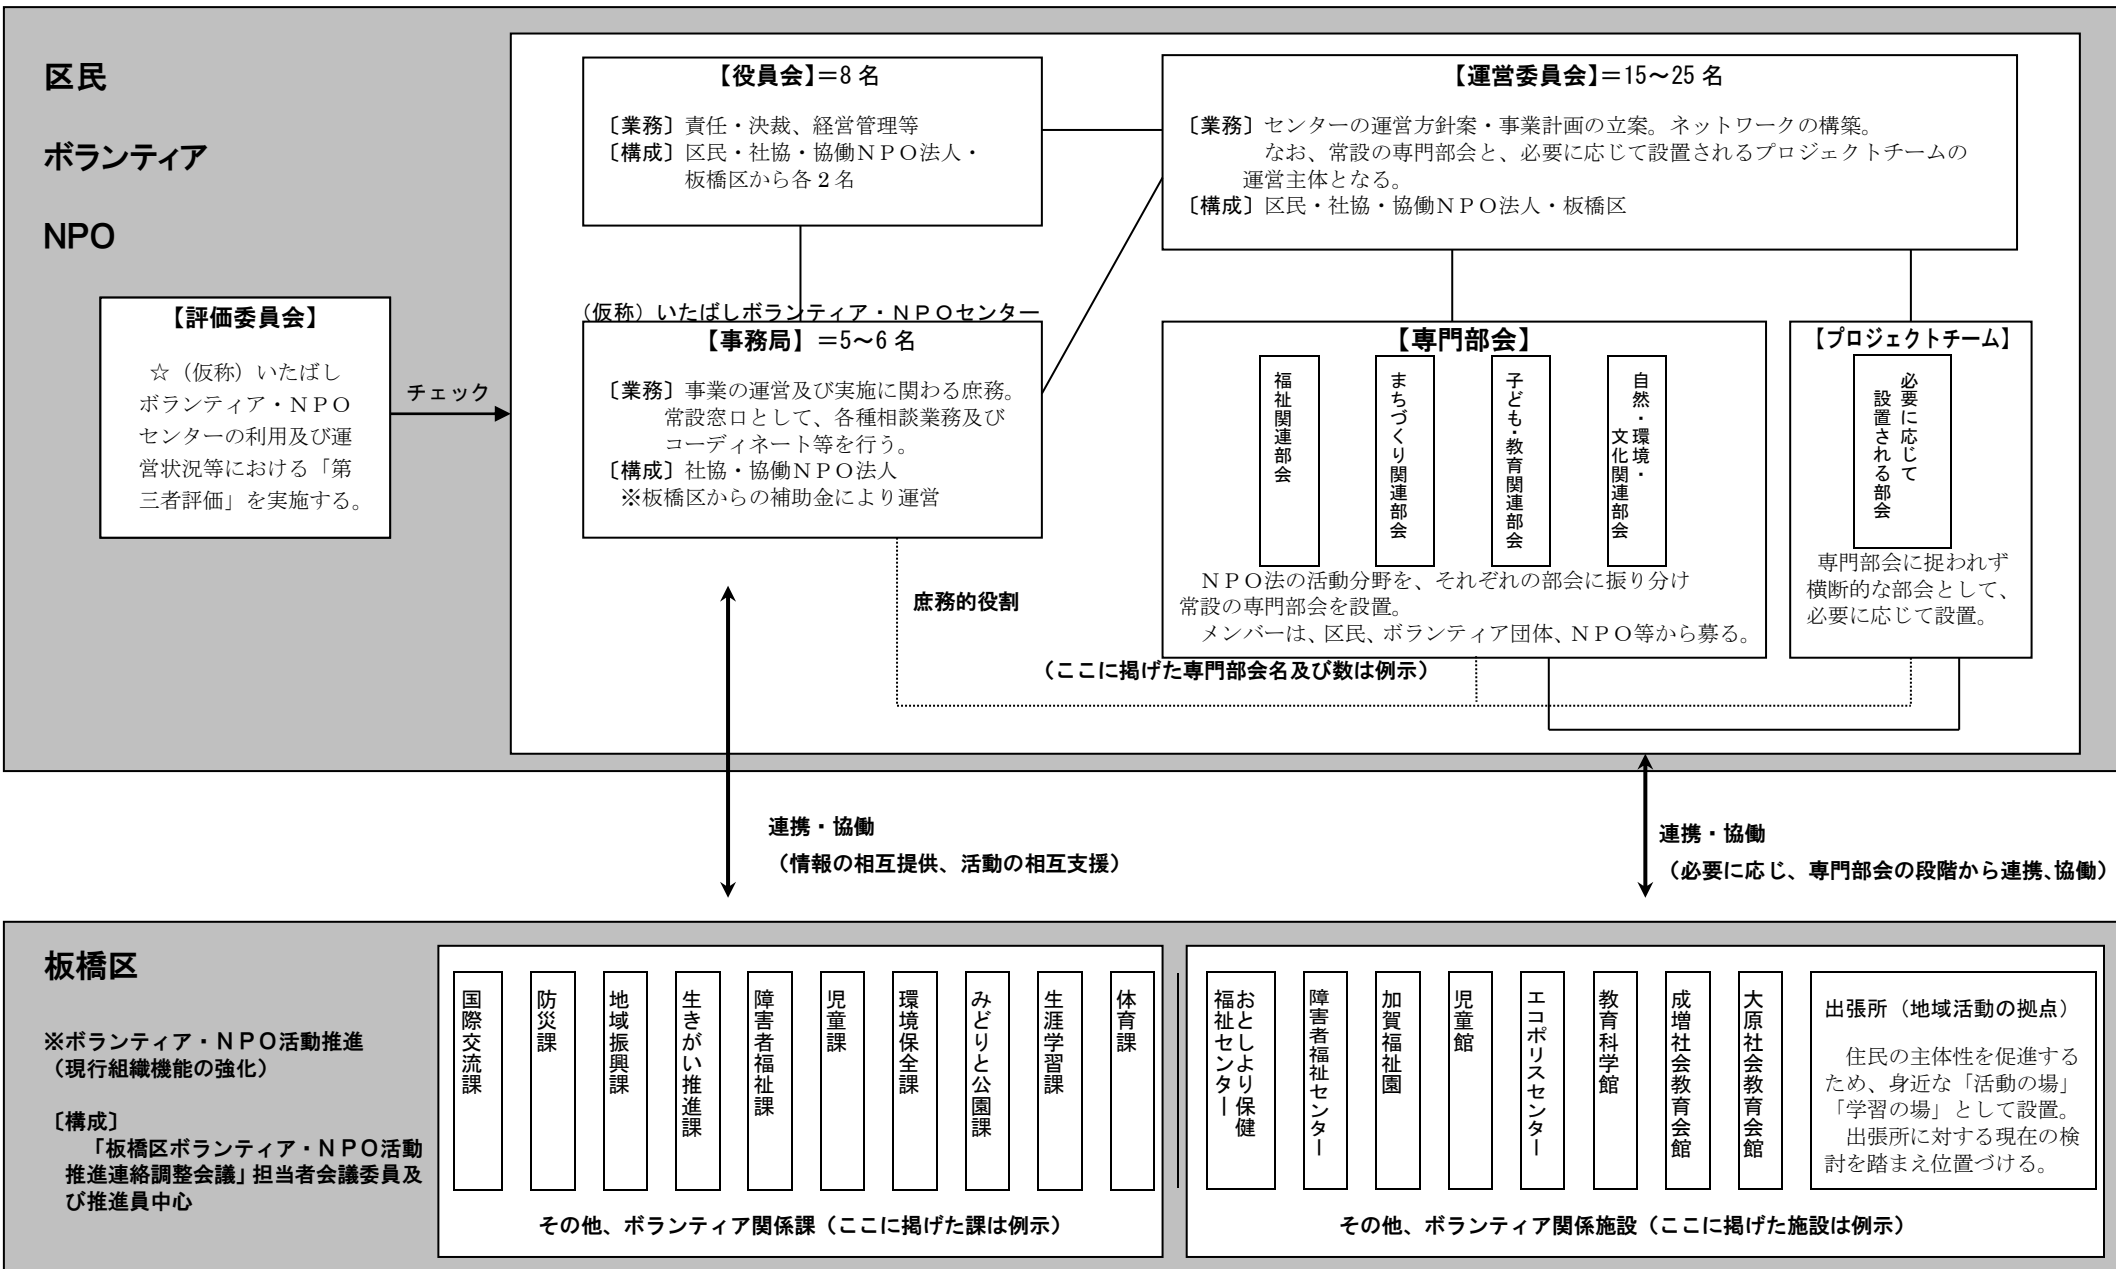 区民
ボランティア
NPO
【評価委員会】
☆（仮称）いたばし
ボランティア・ＮＰＯ
センターの利用及び運
営状況等における「第
三者評価」を実施する。
チェック
【役員会】＝8 名
〔業務〕責任・決裁、経営管理等
〔構成〕区民・社協・協働ＮＰＯ法人・
板橋区から各 2 名
【運営委員会】＝15～25 名
〔業務〕センターの運営方針案・事業計画の立案。ネットワークの構築。
なお、常設の専門部会と、必要に応じて設置されるプロジェクトチームの
運営主体となる。
〔構成〕区民・社協・協働ＮＰＯ法人・板橋区
（仮称）いたばしボランティア・ＮＰＯセンター
【事務局】＝5～6 名
〔業務〕事業の運営及び実施に関わる庶務。
常設窓口として、各種相談業務及び
コーディネート等を行う。
〔構成〕社協・協働ＮＰＯ法人
※板橋区からの補助金により運営
【専門部会】
福祉関連部会
まちづくり関連部会
子ども・教育関連部会
自然・環境・
文化関連部会
ＮＰＯ法の活動分野を、それぞれの部会に振り分け
常設の専門部会を設置。
メンバーは、区民、ボランティア団体、ＮＰＯ等から募る。
【プロジェクトチーム】
必要に応じて
設置される部会
専門部会に捉われず
横断的な部会として、
必要に応じて設置。
庶務的役割
（ここに掲げた専門部会名及び数は例示）
連携・協働
（情報の相互提供、活動の相互支援）
連携・協働
（必要に応じ、専門部会の段階から連携、協働）
板橋区
※ボランティア・ＮＰＯ活動推進
（現行組織機能の強化）
〔構成〕
「板橋区ボランティア・ＮＰＯ活動
推進連絡調整会議」担当者会議委員及
び推進員中心
国際交流課
防災課
地域振興課
生きがい推進課
障害者福祉課
児童課
環境保全課
みどりと公園課
生涯学習課
体育課
その他、ボランティア関係課（ここに掲げた課は例示）
おとしより保健
福祉センター
障害者福祉センター
加賀福祉園
児童館
エコポリスセンター
教育科学館
成増社会教育会館
大原社会教育会館
出張所（地域活動の拠点）
住民の主体性を促進する
ため、身近な「活動の場」
「学習の場」として設置。
出張所に対する現在の検
討を踏まえ位置づける。
その他、ボランティア関係施設（ここに掲げた施設は例示）